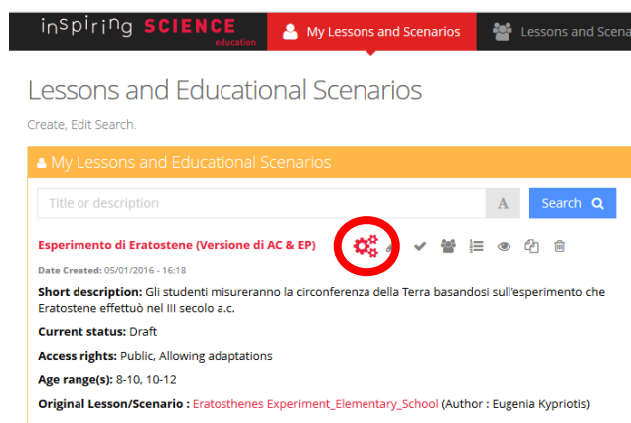 inspiring SCIENCE
education
My Lessons and Scenarios
Lessons and Scena
Lessons and Educational Scenarios
Create, Edit Search.
My Lessons and Educational Scenarios
Title or description
A
Search
Esperimento di Eratostene (Versione di AC & EP)
Date Created: 05/01/2016 - 16:18
Short description: Gli studenti misureranno la circonferenza della Terra basandosi sull'esperimento che
Eratostene effettuò nel III secolo a.c.
Current status: Draft
Access rights: Public, Allowing adaptations
Age range(s): 8-10, 10-12
Original Lesson/Scenario : Eratosthenes Experiment_Elementary_School (Author : Eugenia Kypriotis)